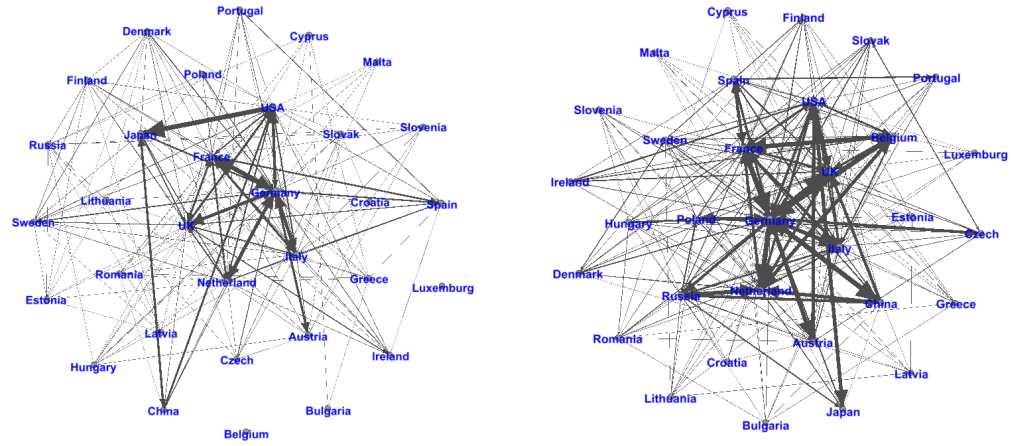 Portugal
Denmark
Cyprus
Malta
Finland
Poland
USA
Japan
Slovak
Slovenia
Russia
France
Germany
Lithuania
Croatia
Spain
Sweden
UK
Italy
Romania
Netherland
Greece
Luxemburg
Estonia
Latvia
Austria
Hungary
Czech
Ireland
China
Bulgaria
Belgium
Cyprus
Finland
Slovak
Malta
Spain
Portugal
USA
Slovenia
Sweden
France
Belgium
Luxemburg
Ireland
UK
Hungary
Poland
Germany
Estonia
Czech
Italy
Denmark
Russia
Netherland
China
Greece
Romania
Austria
Croatia
Latvia
Lithuania
Japan
Bulgaria